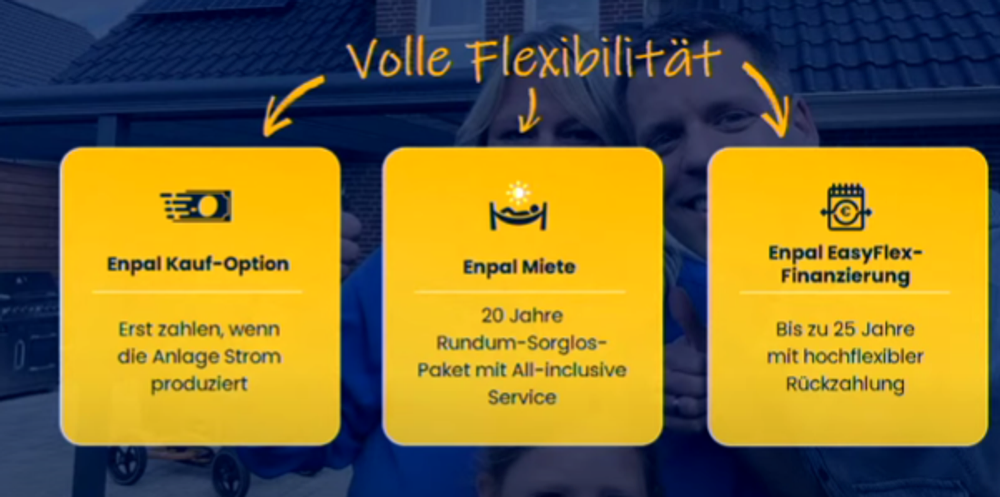 Volle Flexibilität
Enpal Kauf-Option
Erst zahlen, wenn
die Anlage Strom
produziert
Enpal Miete
20 Jahre
Rundum-Sorglos-
Paket mit All-inclusive
Service
Enpal EasyFlex-
Finanzierung
Bis zu 25 Jahre
mit hochflexibler
Rückzahlung